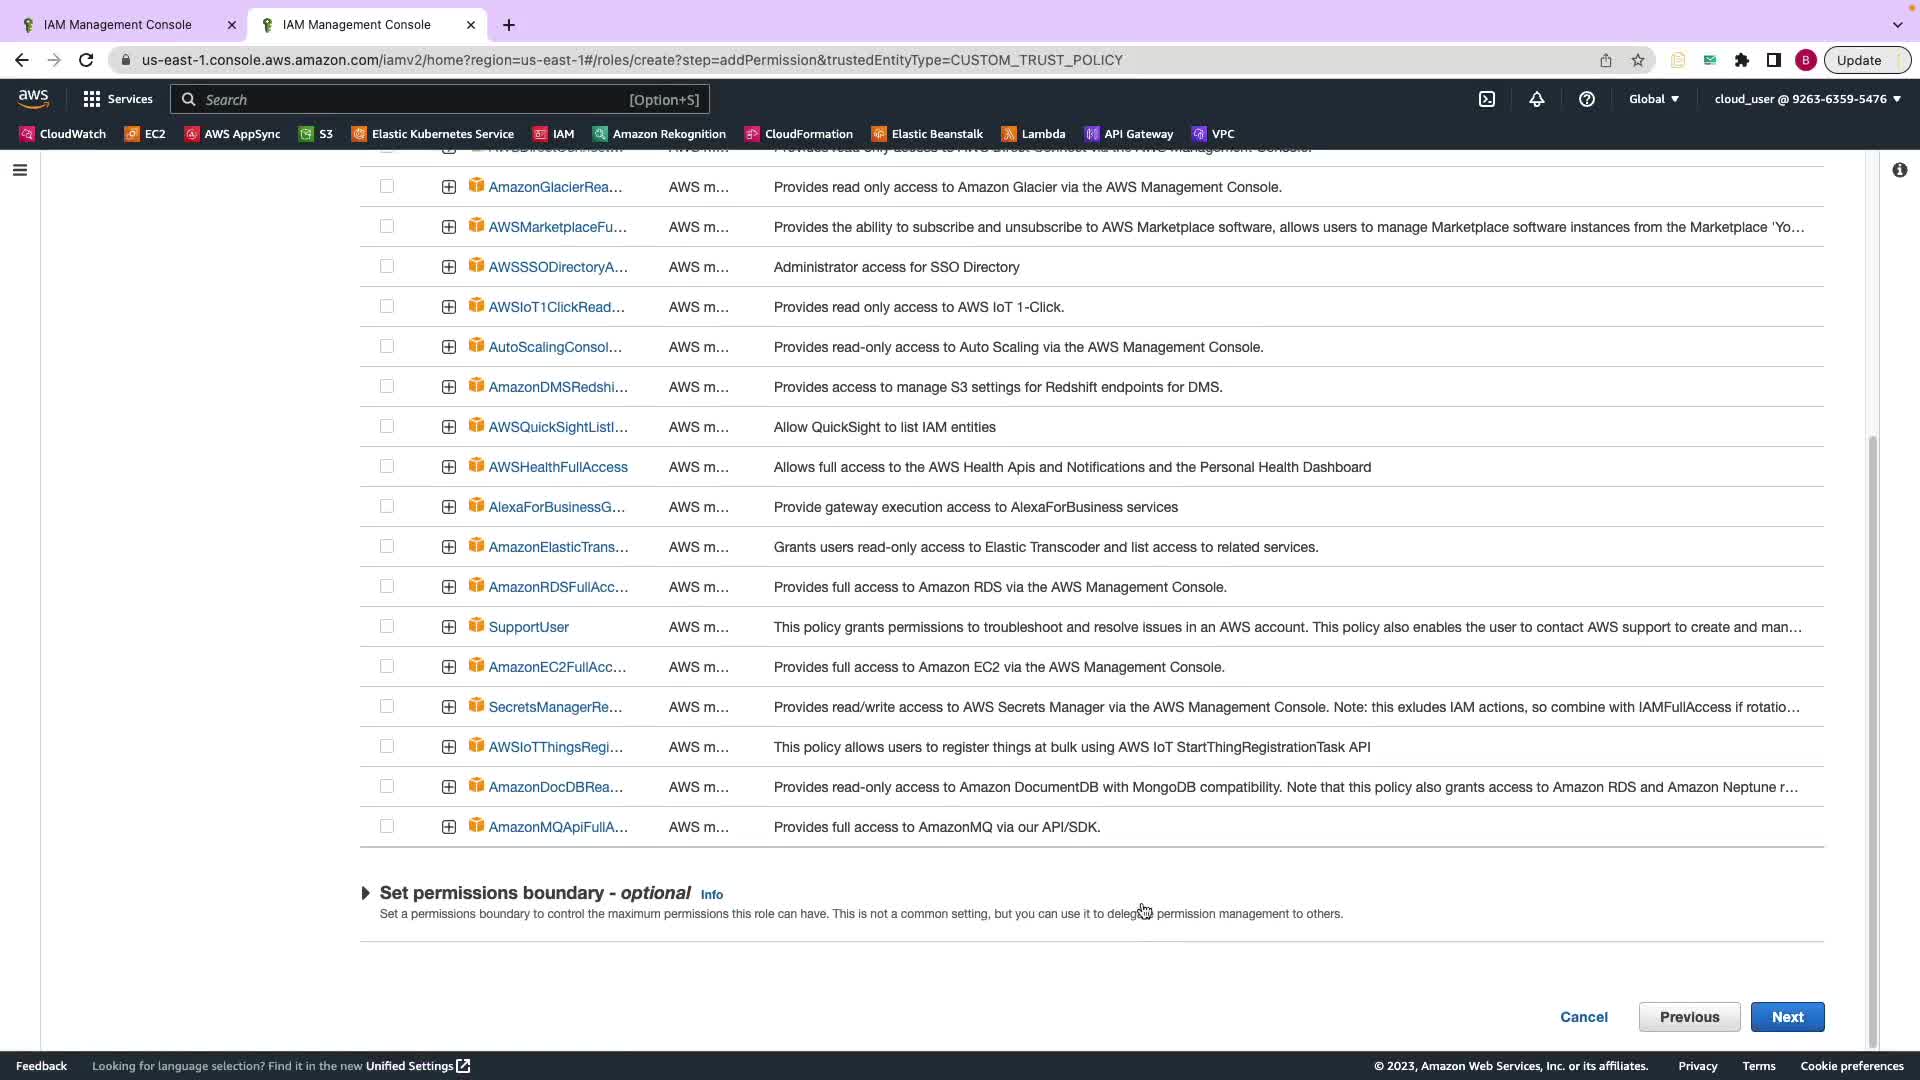 IAM Management Console
IAM Management Console
us-east-1.console.aws.amazon.com/iamv2/home?region=us-east-1#/roles/create?step=addPermission&trustedEntityType=CUSTOM_TRUST_POLICY
B
Update
aws
Services
Search
[Option+S]
Global
cloud_user @ 9263-6359-5476
CloudWatch
EC2
AWS AppSync
S3
Elastic Kubernetes Service
IAM
Amazon Rekognition
CloudFormation
Elastic Beanstalk
Lambda
API Gateway
VPC
AmazonGlacierRea... AWS m... Provides read only access to Amazon Glacier via the AWS Management Console.
AWSMarketplaceFu... AWS m... Provides the ability to subscribe and unsubscribe to AWS Marketplace software, allows users to manage Marketplace software instances from the Marketplace 'Yo...
AWSSSODirectoryA... AWS m... Administrator access for SSO Directory
AWSIoT1ClickRead... AWS m... Provides read only access to AWS IoT 1-Click.
AutoScalingConsol... AWS m... Provides read-only access to Auto Scaling via the AWS Management Console.
AmazonDMSRedshi... AWS m... Provides access to manage S3 settings for Redshift endpoints for DMS.
AWSQuickSightListI... AWS m... Allow QuickSight to list IAM entities
AWSHealthFullAccess AWS m... Allows full access to the AWS Health Apis and Notifications and the Personal Health Dashboard
AlexaForBusinessG... AWS m... Provide gateway execution access to AlexaForBusiness services
AmazonElasticTrans... AWS m... Grants users read-only access to Elastic Transcoder and list access to related services.
AmazonRDSFullAcc... AWS m... Provides full access to Amazon RDS via the AWS Management Console.
SupportUser AWS m... This policy grants permissions to troubleshoot and resolve issues in an AWS account. This policy also enables the user to contact AWS support to create and man...
AmazonEC2FullAcc... AWS m... Provides full access to Amazon EC2 via the AWS Management Console.
SecretsManagerRe... AWS m... Provides read/write access to AWS Secrets Manager via the AWS Management Console. Note: this exludes IAM actions, so combine with IAMFullAccess if rotatio...
AWSIoTThingsRegi... AWS m... This policy allows users to register things at bulk using AWS IoT StartThingRegistrationTask API
AmazonDocDBRea... AWS m... Provides read-only access to Amazon DocumentDB with MongoDB compatibility. Note that this policy also grants access to Amazon RDS and Amazon Neptune r...
AmazonMQApiFullA... AWS m... Provides full access to AmazonMQ via our API/SDK.
Set permissions boundary - optional Info
Set a permissions boundary to control the maximum permissions this role can have. This is not a common setting, but you can use it to permission management to others.
Cancel
Previous
Next
Feedback
Looking for language selection? Find it in the new Unified Settings
© 2023, Amazon Web Services, Inc. or its affiliates.
Privacy
Terms
Cookie preferences